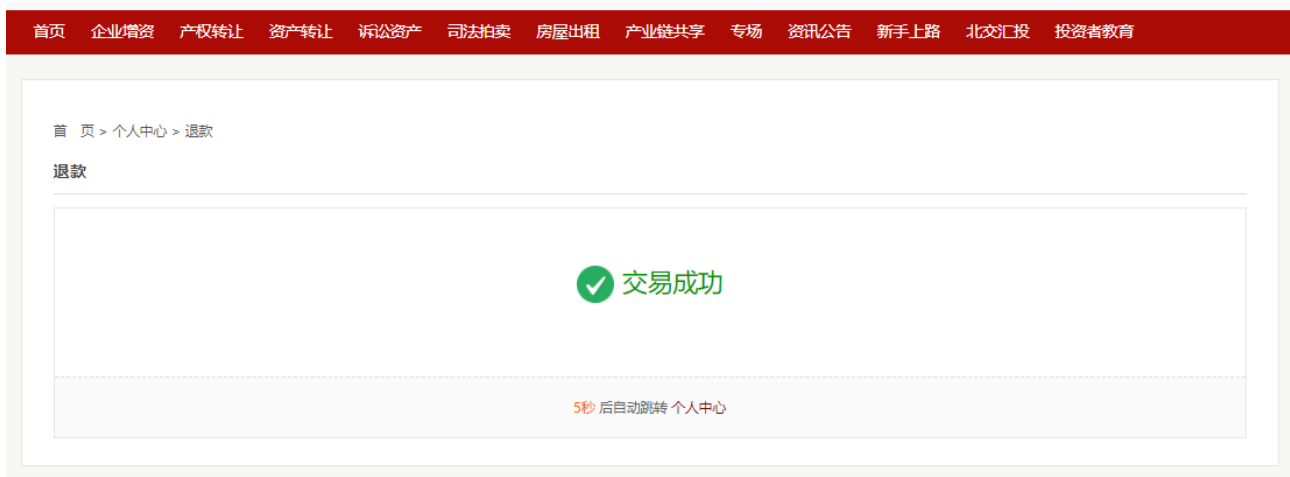 首页 企业增资 产权转让 资产转让 诉讼资产 司法拍卖 房屋出租 产业链共享 专场 资讯公告 新手上路 北交汇投 投资者教育
首 页 > 个人中心 > 退款
退款
交易成功
5秒 后自动跳转 个人中心